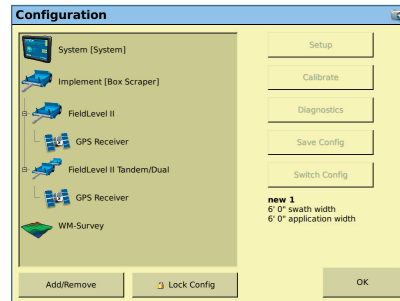 Configuration
System [System]
Implement [Box Scraper]
FieldLevel II
GPS Receiver
FieldLevel II Tandem/Dual
GPS Receiver
WM-Survey
Setup
Calibrate
Diagnostics
Save Config
Switch Config
new 1
6' 0" swath width
6' 0" application width
Add/Remove
Lock Config
OK